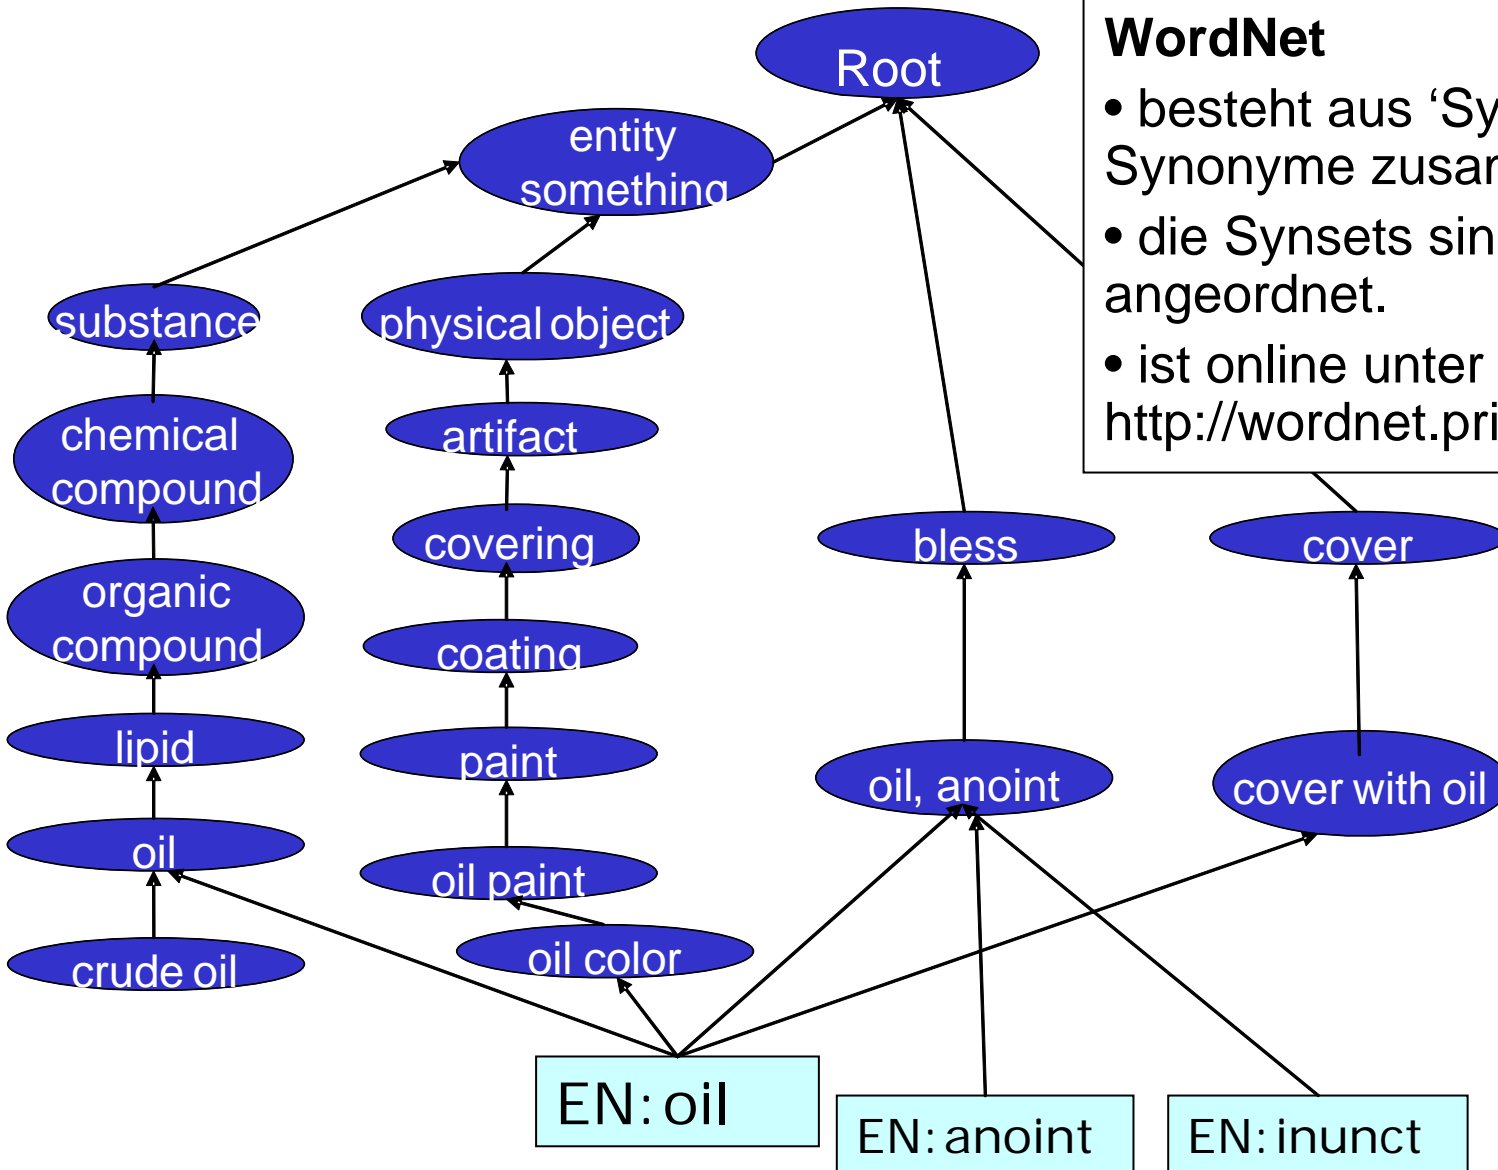 Root
entity
something
substance
physical object
chemical
compound
artifact
organic
compound
covering
coating
lipid
paint
oil
oil paint
crude oil
oil color
bless
cover
oil, anoint
cover with oil
EN: oil
EN: anoint
EN: inunct
WordNet
• besteht aus ‘Sy
Synonyme zusa
• die Synsets sin
angeordnet.
• ist online unter
http://wordnet.pri